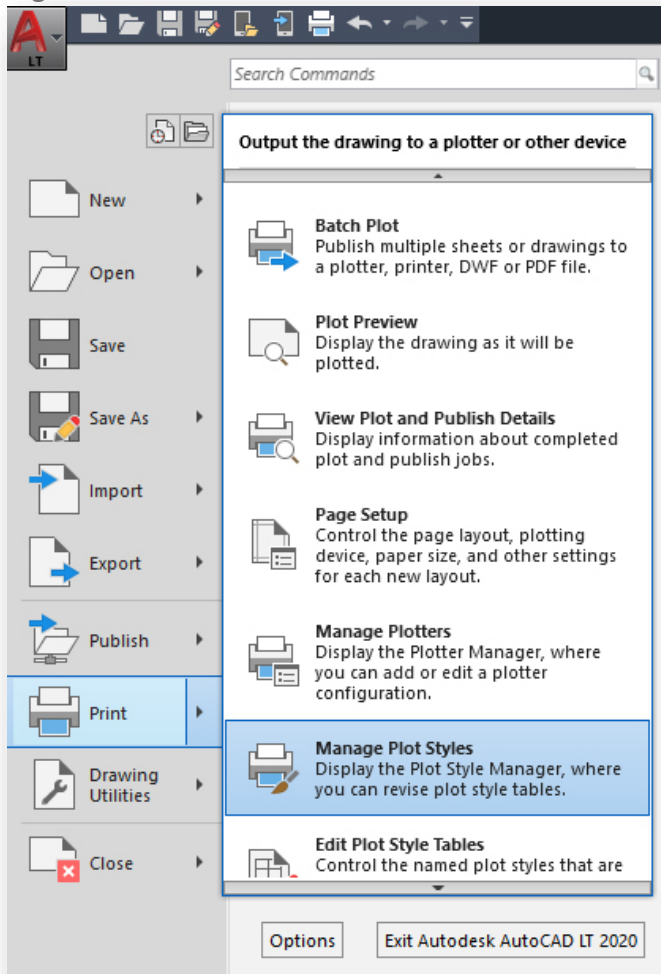 A
LT
Search Commands
Output the drawing to a plotter or other device
New
Open
Save
Save As
Import
Export
Publish
Print
Drawing
Utilities
Close
Batch Plot
Publish multiple sheets or drawings to
a plotter, printer, DWF or PDF file.
Plot Preview
Display the drawing as it will be
plotted.
View Plot and Publish Details
Display information about completed
plot and publish jobs.
Page Setup
Control the page layout, plotting
device, paper size, and other settings
for each new layout.
Manage Plotters
Display the Plotter Manager, where
you can add or edit a plotter
configuration.
Manage Plot Styles
Display the Plot Style Manager, where
you can revise plot style tables.
Edit Plot Style Tables
Control the named plot styles that are
Options
Exit Autodesk AutoCAD LT 2020